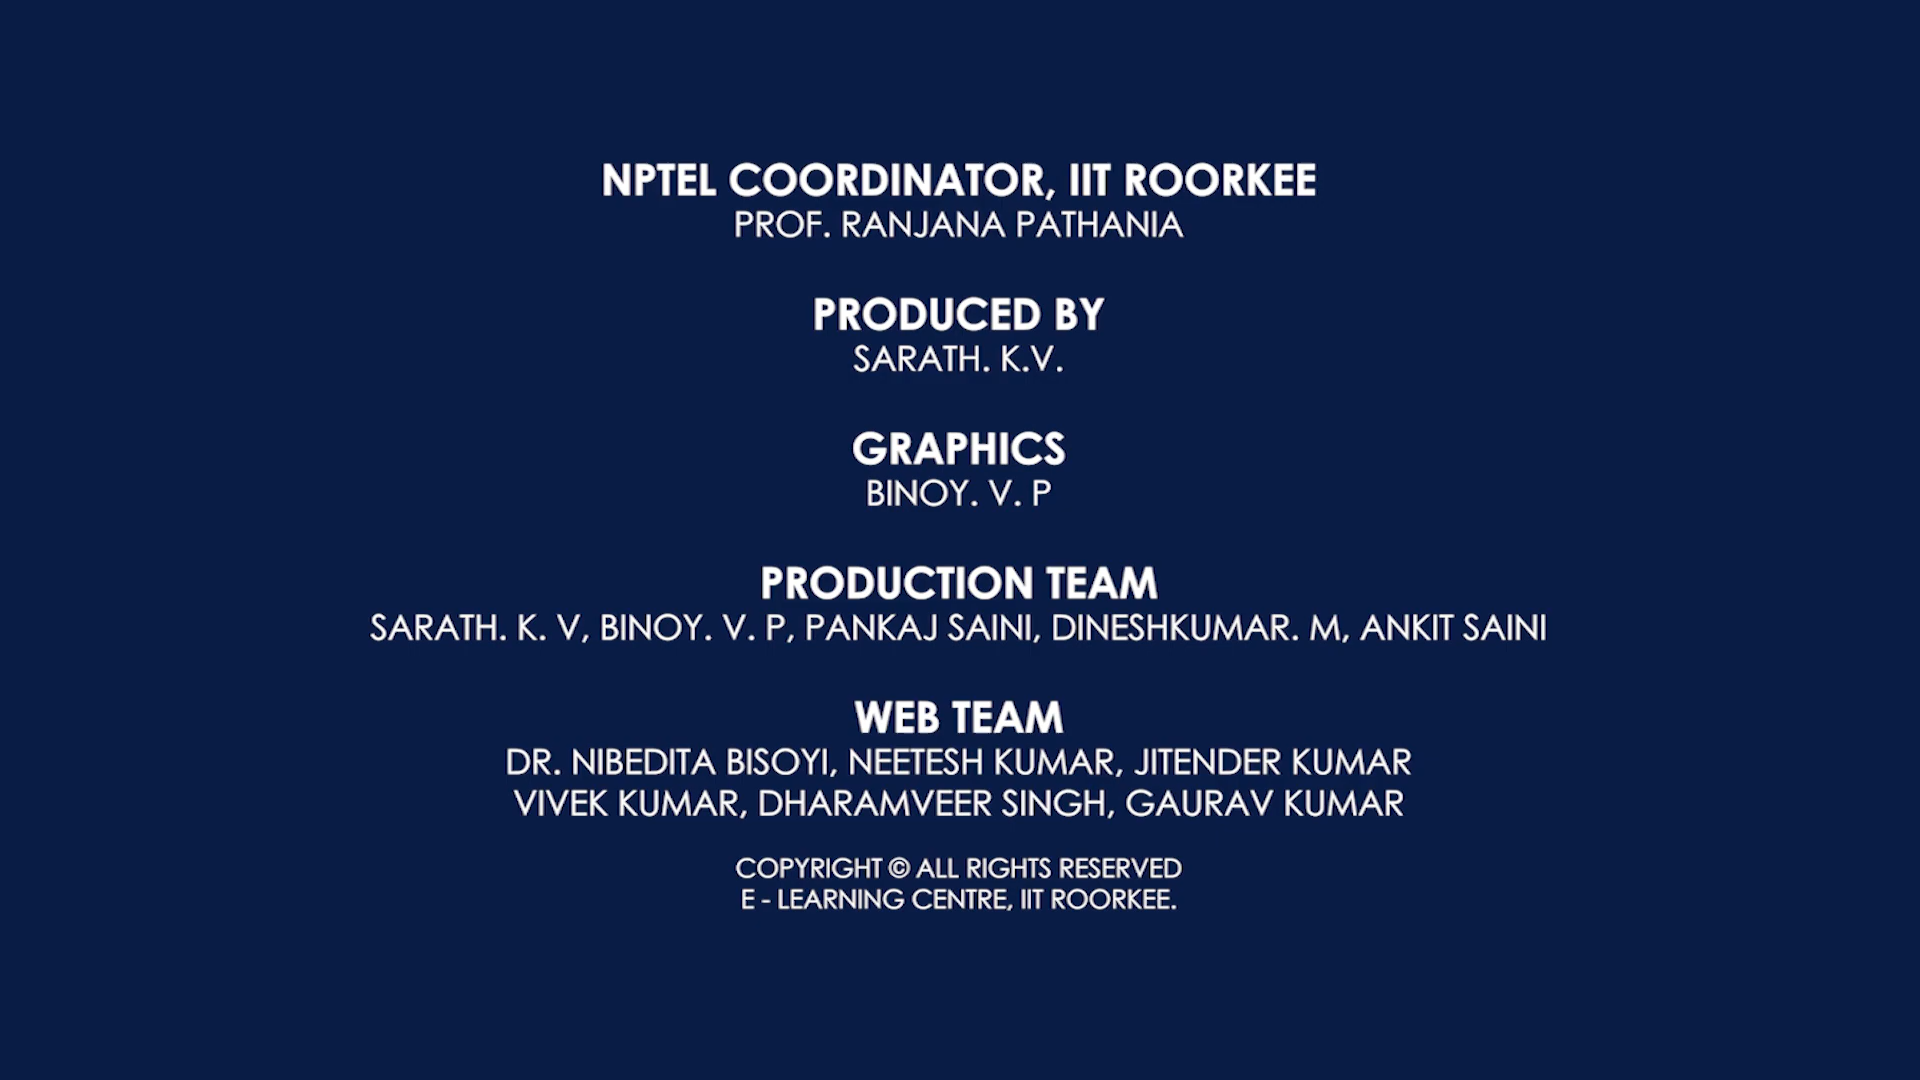 NPTEL COORDINATOR, IIT ROORKEE
PROF. RANJANA PATHANIA
PRODUCED BY
SARATH. K.V.
GRAPHICS
BINOY. V. P
PRODUCTION TEAM
SARATH. K. V, BINOY. V. P, PANKAJ SAINI, DINESHKUMAR. M, ANKIT SAINI
WEB TEAM
DR. NIBEDITA BISOYI, NEETESH KUMAR, JITENDER KUMAR
VIVEK KUMAR, DHARAMVEER SINGH, GAURAV KUMAR
COPYRIGHT © ALL RIGHTS RESERVED
E - LEARNING CENTRE, IIT ROORKEE.